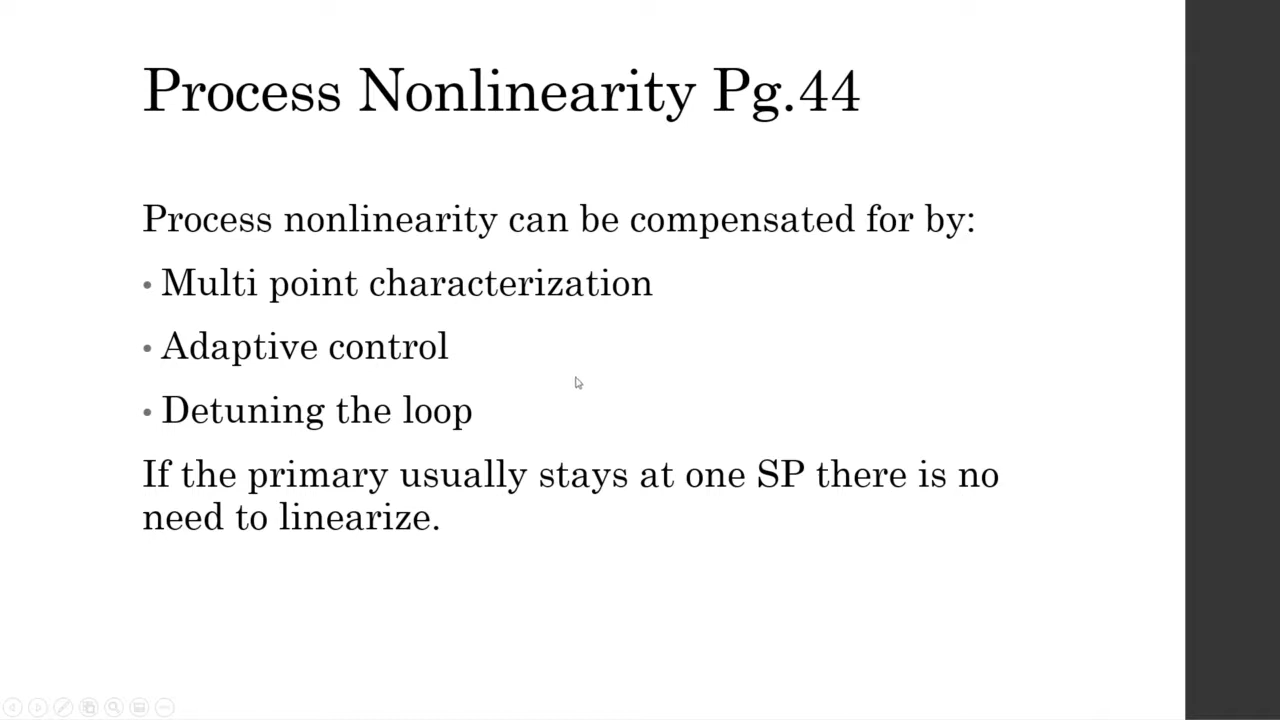 Process Nonlinearity Pg.44
Process nonlinearity can be compensated for by:
• Multi point characterization
• Adaptive control
• Detuning the loop
If the primary usually stays at one SP there is no
need to linearize.